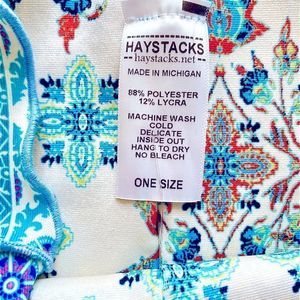 HAYSTACKS
haystacks.net
MADE IN MICHIGAN
88% POLYESTER
12% LYCRA
MACHINE WASH
COLD
DELICATE
INSIDE OUT
HANG TO DRY
NO BLEACH
ONE SIZE